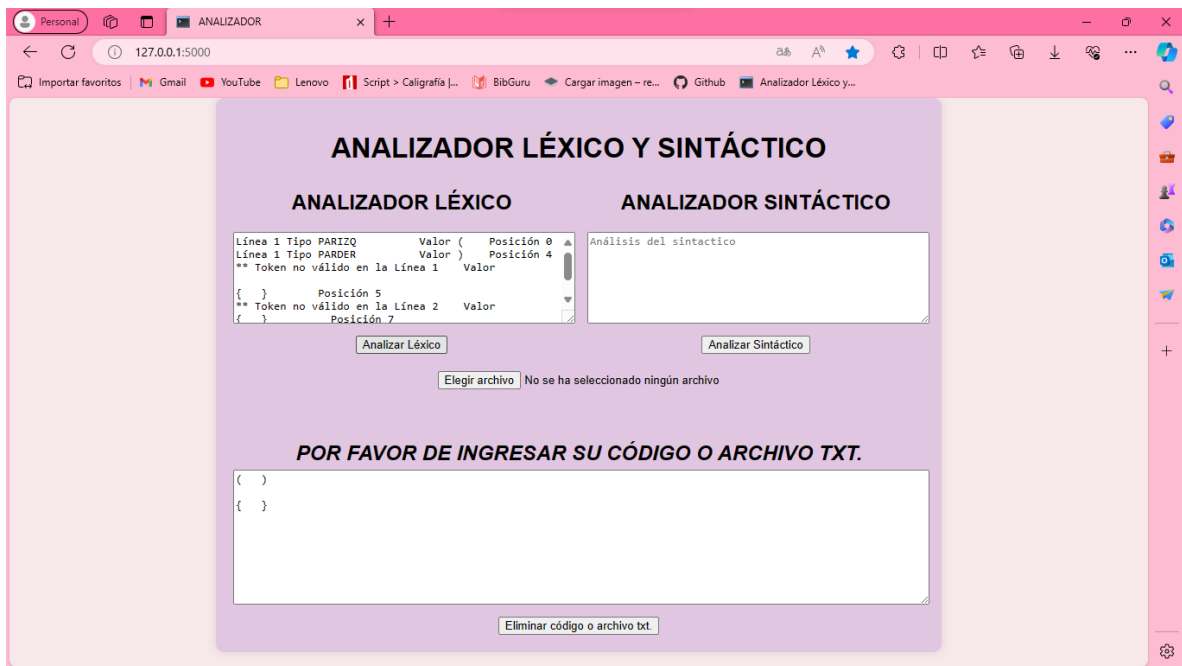 Personal
ANALIZADOR
127.0.0.1:5000
Importar favoritos
Gmail
YouTube
Lenovo
Script > Caligrafía |...
BibGuru
Cargar imagen – re...
Github
Analizador Léxico y...
ANALIZADOR LÉXICO Y SINTÁCTICO
ANALIZADOR LÉXICO
Línea 1 Tipo PARIZQ Valor ( Posición 0
Línea 1 Tipo PARDER Valor ) Posición 4
** Token no válido en la Línea 1 Valor
{ } Posición 5
** Token no válido en la Línea 2 Valor
{ } Posición 7
Analizar Léxico
ANALIZADOR SINTÁCTICO
Análisis del sintactico
Analizar Sintáctico
Elegir archivo No se ha seleccionado ningún archivo
POR FAVOR DE INGRESAR SU CÓDIGO O ARCHIVO TXT.
( )
{ }
Eliminar código o archivo txt.